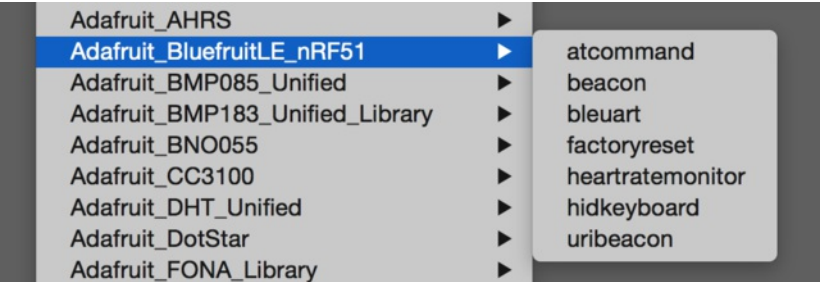 Adafruit_AHRS
Adafruit_BluefruitLE_nRF51
Adafruit_BMP085_Unified
Adafruit_BMP183_Unified_Library
Adafruit_BNO055
Adafruit_CC3100
Adafruit_DHT_Unified
Adafruit_DotStar
Adafruit_FONA_Library
atcommand
beacon
bleuart
factoryreset
heartratemonitor
hidkeyboard
uribeacon